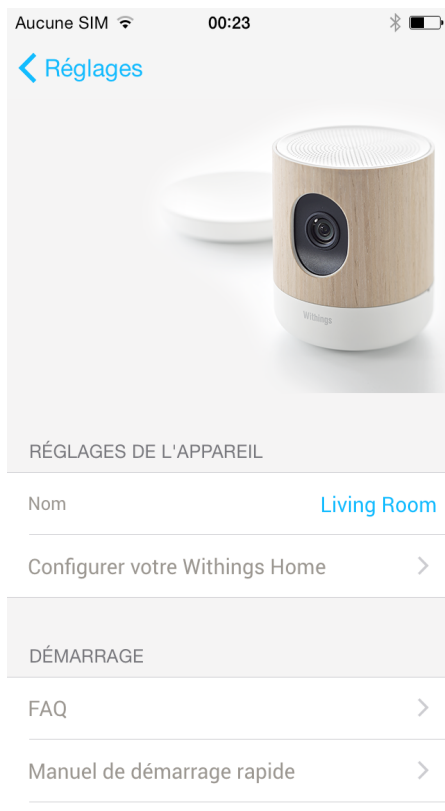 Aucune SIM 00:23
Réglages
Withings
RÉGLAGES DE L'APPAREIL
Nom Living Room
Configurer votre Withings Home
DÉMARRAGE
FAQ
Manuel de démarrage rapide